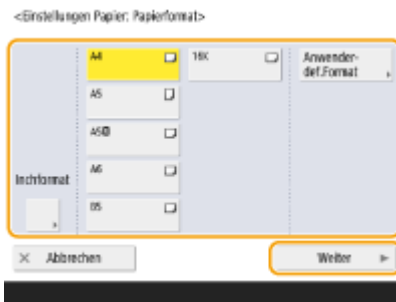 <Einstellungen Papier: Papierformat>
A4
16K
Anwender-
def.Format
A5
A5R
Inchformat
A6
B5
Abbrechen
Weiter